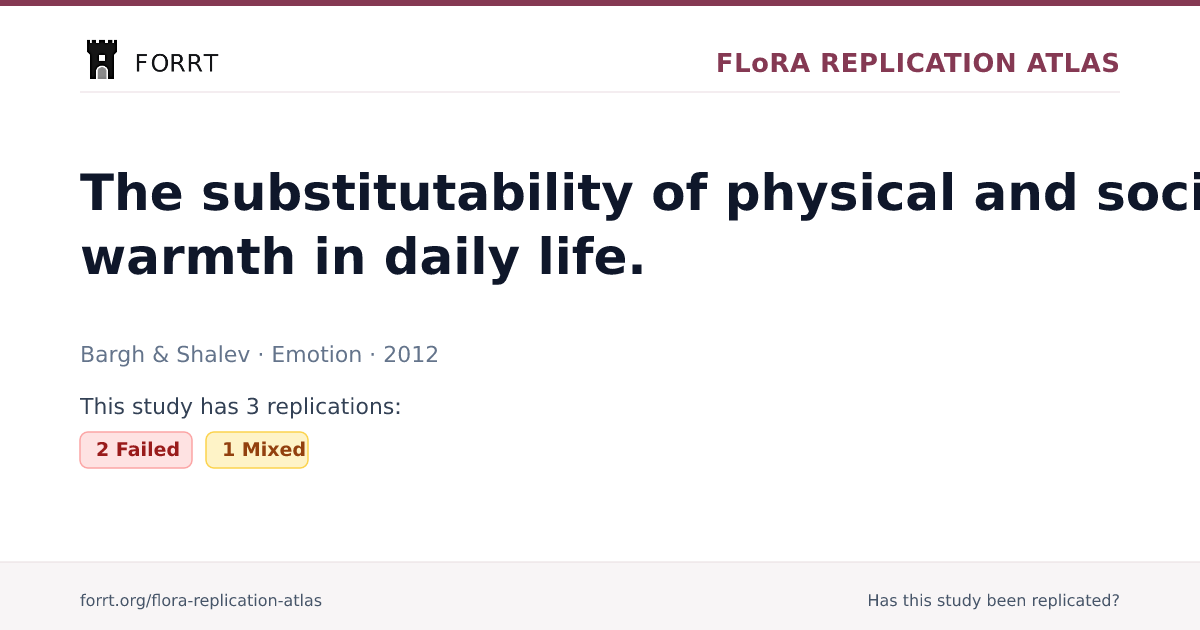 FORRT
FLoRA REPLICATION ATLAS
The substitutability of physical and soci
warmth in daily life.
Bargh & Shalev · Emotion · 2012
This study has 3 replications:
2 Failed
1 Mixed
forrt.org/flora-replication-atlas
Has this study been replicated?